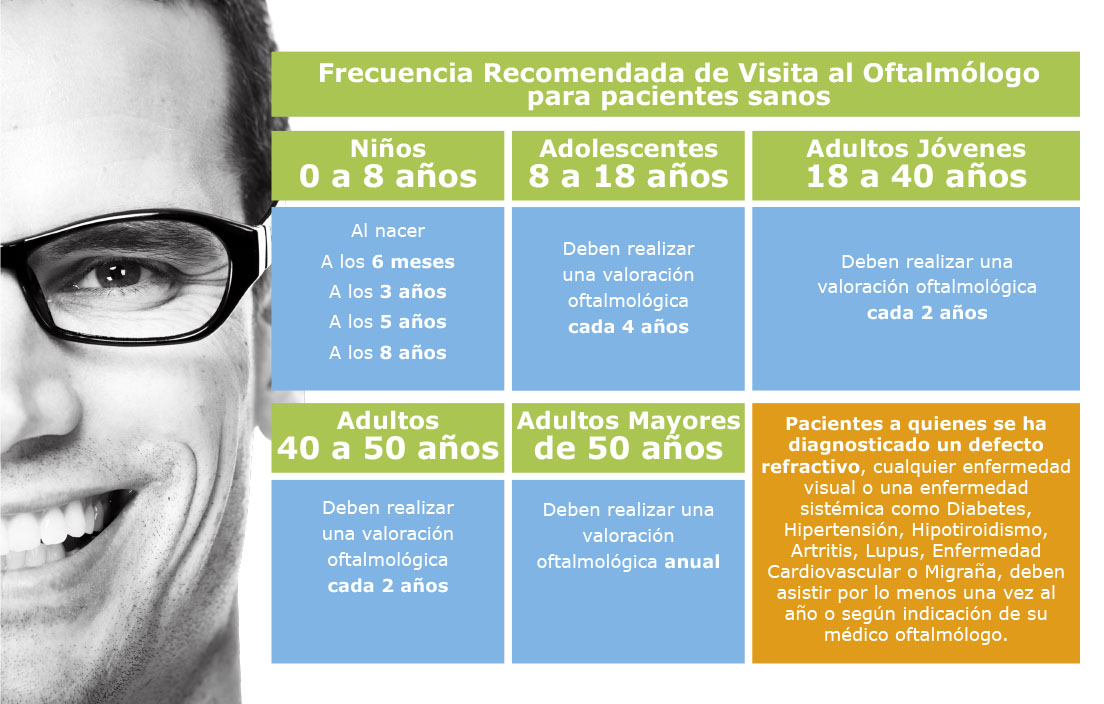 Frecuencia Recomendada de Visita al Oftalmólogo
para pacientes sanos
Niños
0 a 8 años
Al nacer
A los 6 meses
A los 3 años
A los 5 años
A los 8 años
Adolescentes
8 a 18 años
Deben realizar
una valoración
oftalmológica
cada 4 años
Adultos Jóvenes
18 a 40 años
Deben realizar una
valoración oftalmológica
cada 2 años
Adultos
40 a 50 años
Deben realizar
una valoración
oftalmológica
cada 2 años
Adultos Mayores
de 50 años
Deben realizar una
valoración
oftalmológica anual
Pacientes a quienes se ha
diagnosticado un defecto
refractivo, cualquier enfermedad
visual o una enfermedad
sistémica como Diabetes,
Hipertensión, Hipotiroidismo,
Artritis, Lupus, Enfermedad
Cardiovascular o Migraña, deben
asistir por lo menos una vez al
año o según indicación de su
médico oftalmólogo.